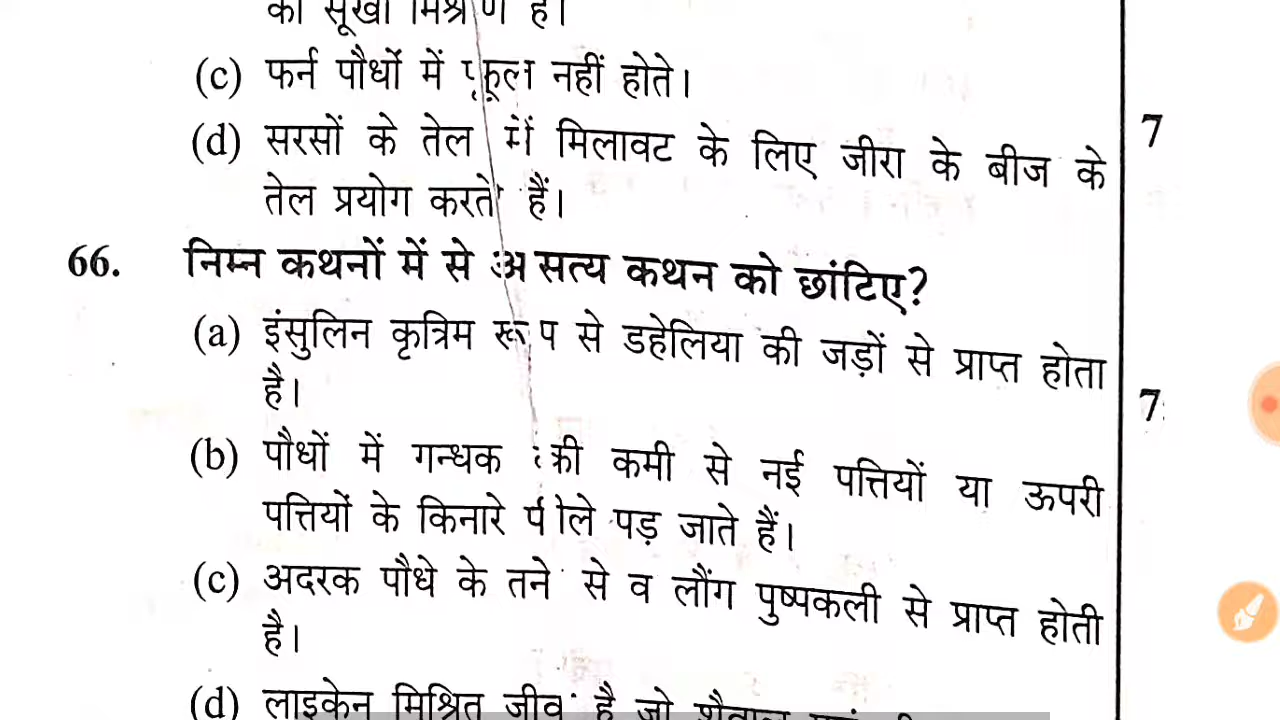 का सूखा मिश्रण है।
(c) फर्न पौधों में फूल नहीं होते।
(d) सरसों के तेल में मिलावट के लिए जीरा के बीज के
तेल प्रयोग करते हैं।
7
66. निम्न कथनों में से असत्य कथन को छांटिए?
(a) इंसुलिन कृत्रिम रूप से डहेलिया की जड़ों से प्राप्त होता
है।
7
(b) पौधों में गन्धक की कमी से नई पत्तियों या ऊपरी
पत्तियों के किनारे पीले पड़ जाते हैं।
(c) अदरक पौधे के तने से व लौंग पुष्पकली से प्राप्त होती
है।
(d) लाइकेन मिश्रित जीव है जो शैवाल